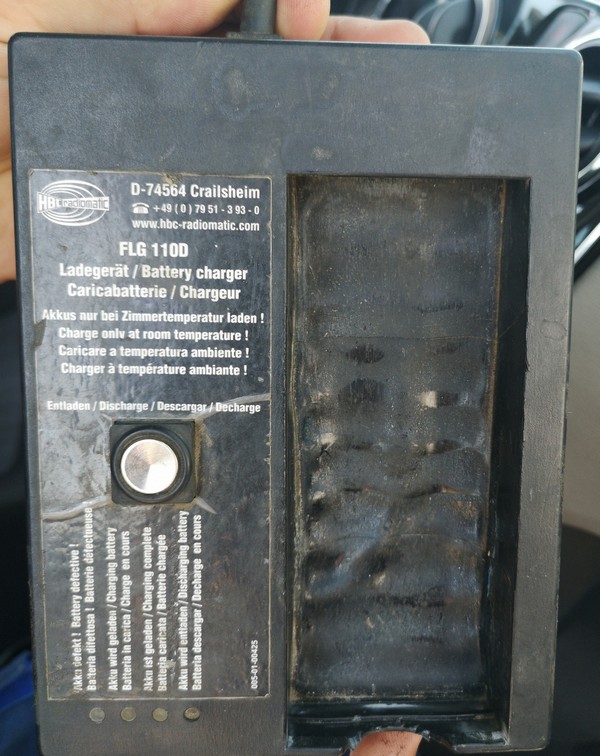 HBC radiomatic
D-74564 Crailsheim
☎ +49 (0) 79 51 - 3 93 - 0
www.hbc-radiomatic.com
FLG 110D
Ladegerät / Battery charger
Caricabatterie / Chargeur
Akkus nur bei Zimmertemperatur laden !
Charge only at room temperature !
Caricare a temperatura ambiente !
Charger à température ambiante !
Entladen / Discharge / Descargar / Decharge
Akku defekt ! Battery defective !
Batteria difettosa ! Batterie défectueuse
Akku wird geladen / Charging battery
Batteria in carica / Charge en cours
Akku ist geladen / Charging complete
Batteria caricata / Batterie chargée
Akku wird entladen / Discharging battery
Batteria descargar / Decharge en cours
005-01-00425